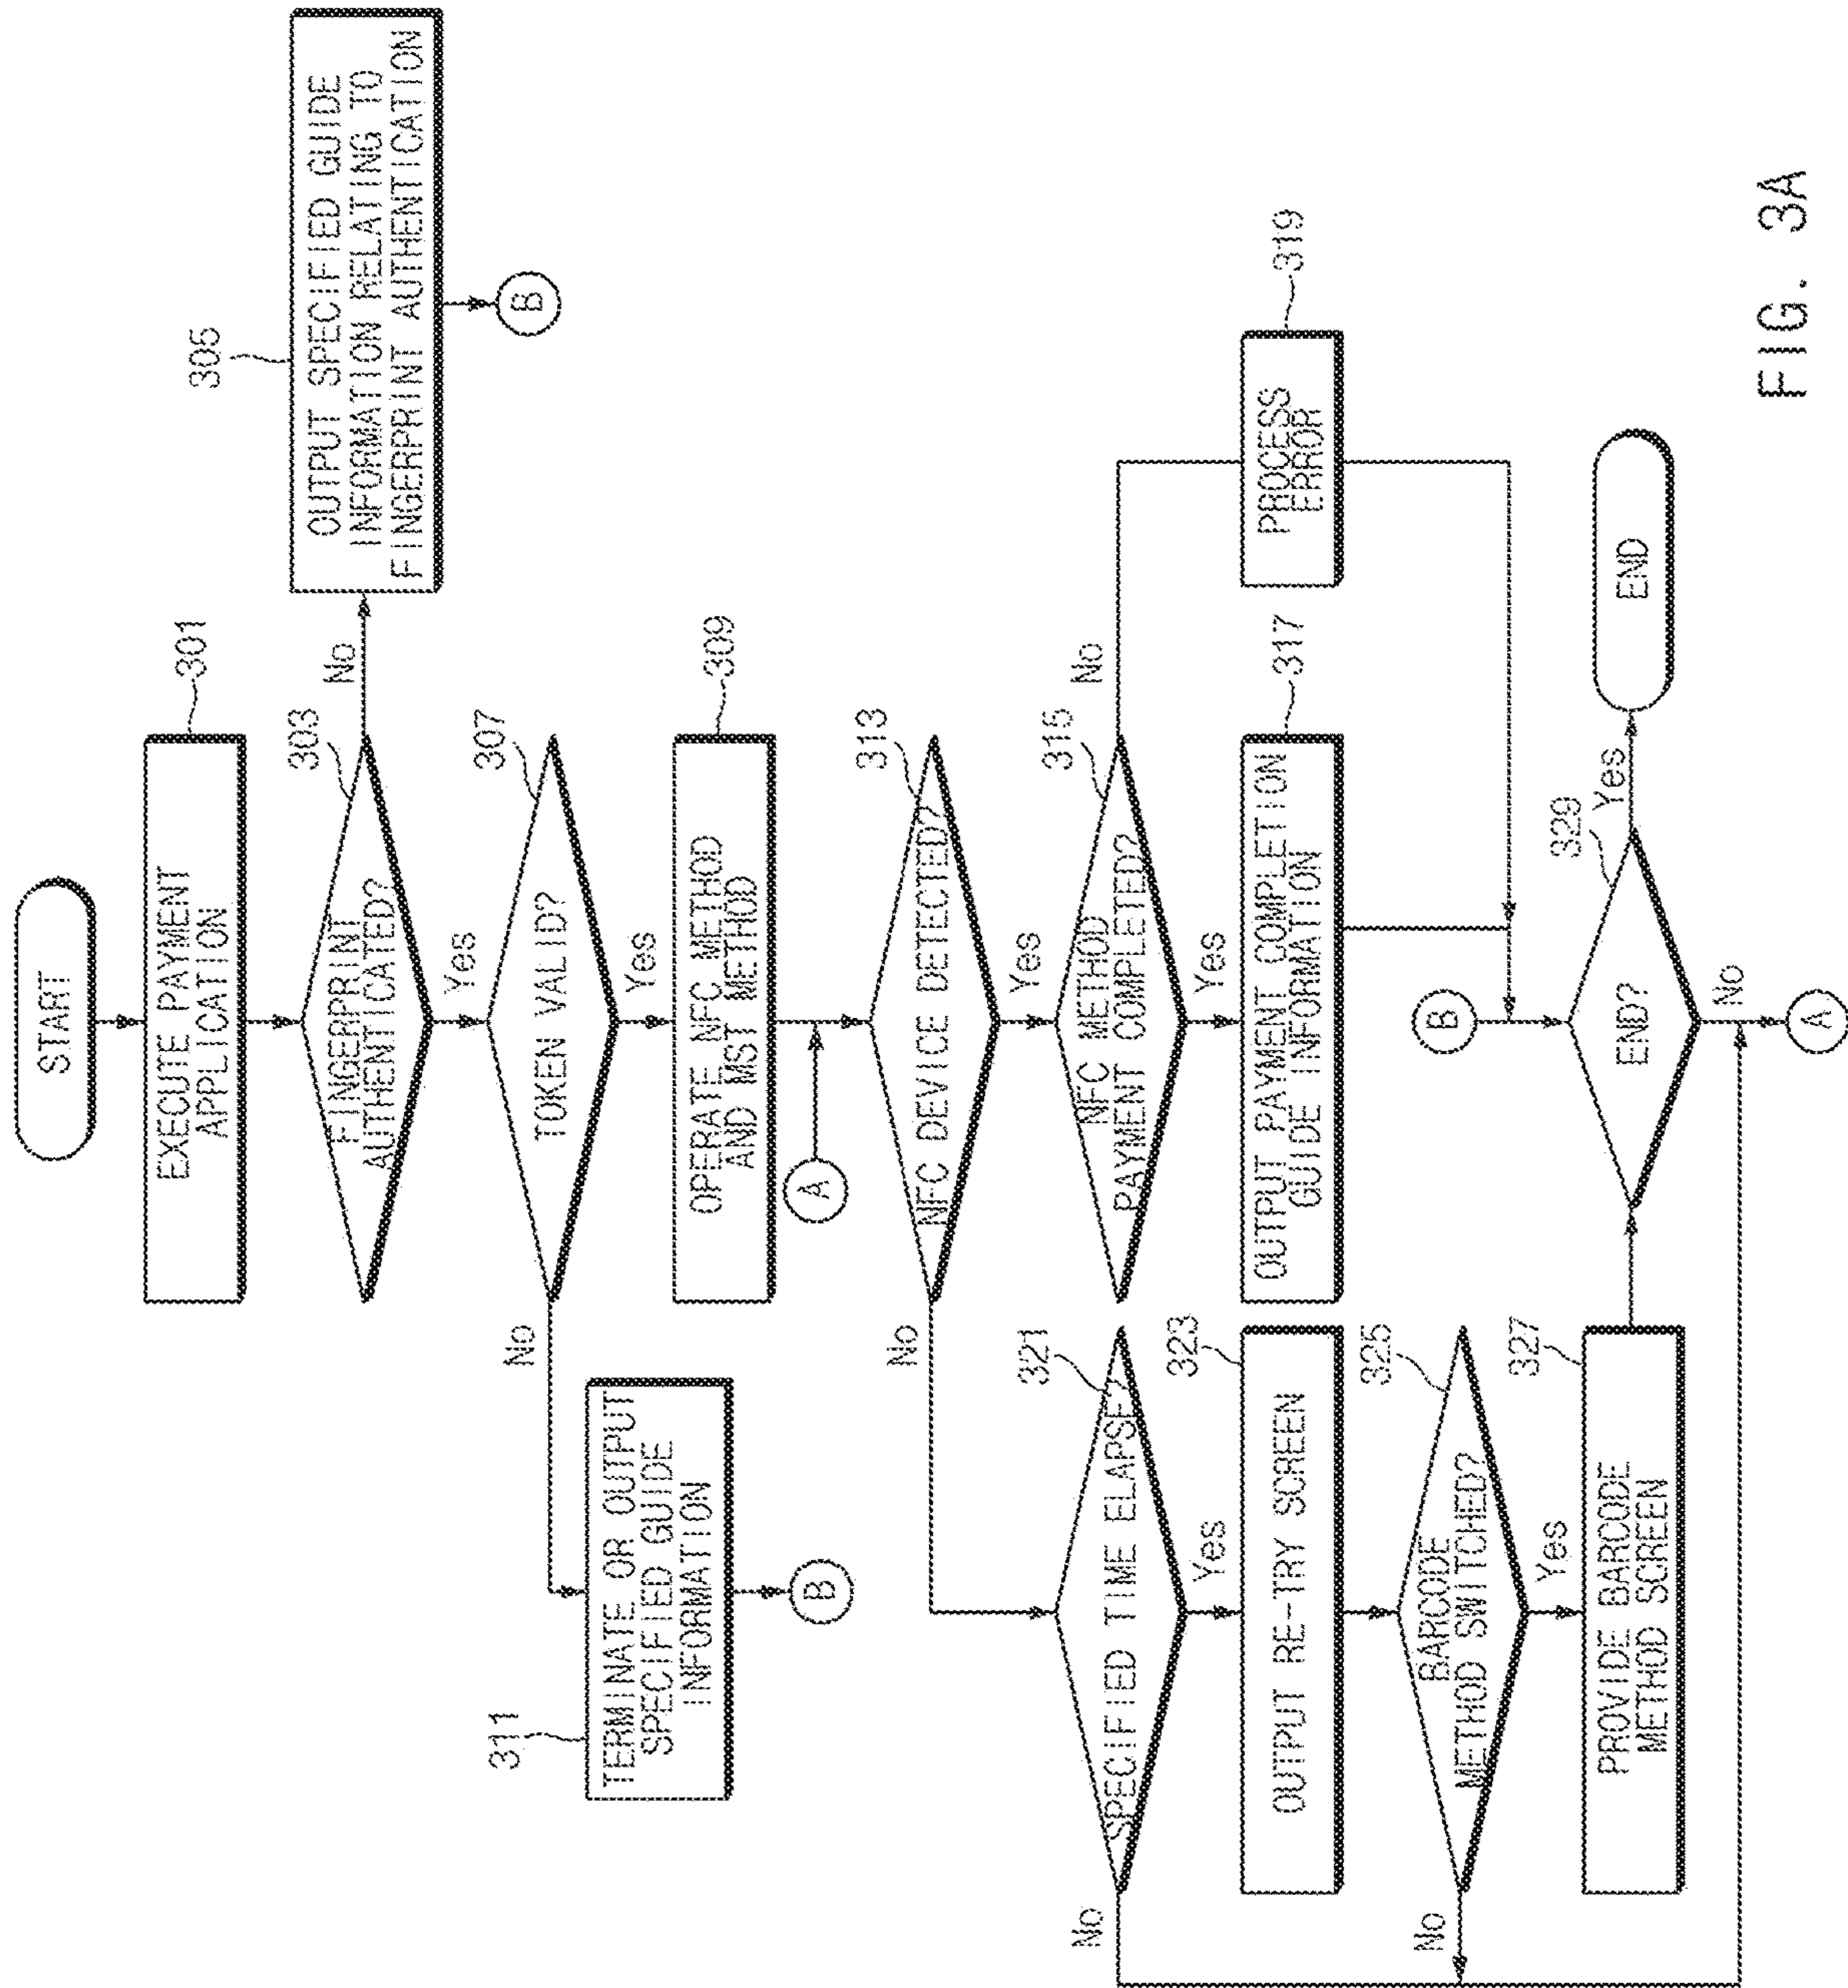 START
EXECUTE PAYMENT
APPLICATION
301
FINGERPRINT
AUTHENTICATED?
303
No
OUTPUT SPECIFIED GUIDE
INFORMATION RELATING TO
FINGERPRINT AUTHENTICATION
305
B
Yes
TOKEN VALID?
307
No
TERMINATE OR OUTPUT
SPECIFIED GUIDE
INFORMATION
311
B
Yes
OPERATE NFC METHOD
AND MST METHOD
309
A
NFC DEVICE DETECTED?
313
No
Yes
NFC METHOD
PAYMENT COMPLETED?
315
No
PROCESS
ERROR
319
Yes
OUTPUT PAYMENT COMPLETION
GUIDE INFORMATION
317
SPECIFIED TIME ELAPSE?
321
No
Yes
OUTPUT RE-TRY SCREEN
323
BARCODE
METHOD SWITCHED?
325
No
Yes
PROVIDE BARCODE
METHOD SCREEN
327
B
END?
329
Yes
END
No
A
FIG. 3A